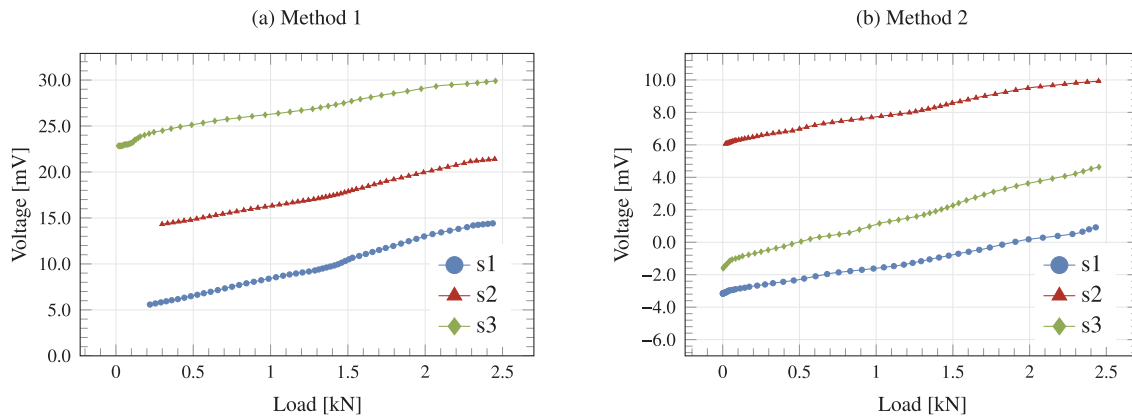 (a) Method 1
30.0
25.0
20.0
15.0
10.0
5.0
0.0
Voltage [mV]
0
0.5
1
1.5
2
2.5
Load [kN]
s1
s2
s3
(b) Method 2
10.0
8.0
6.0
4.0
2.0
0.0
−2.0
−4.0
−6.0
Voltage [mV]
0
0.5
1
1.5
2
2.5
Load [kN]
s1
s2
s3